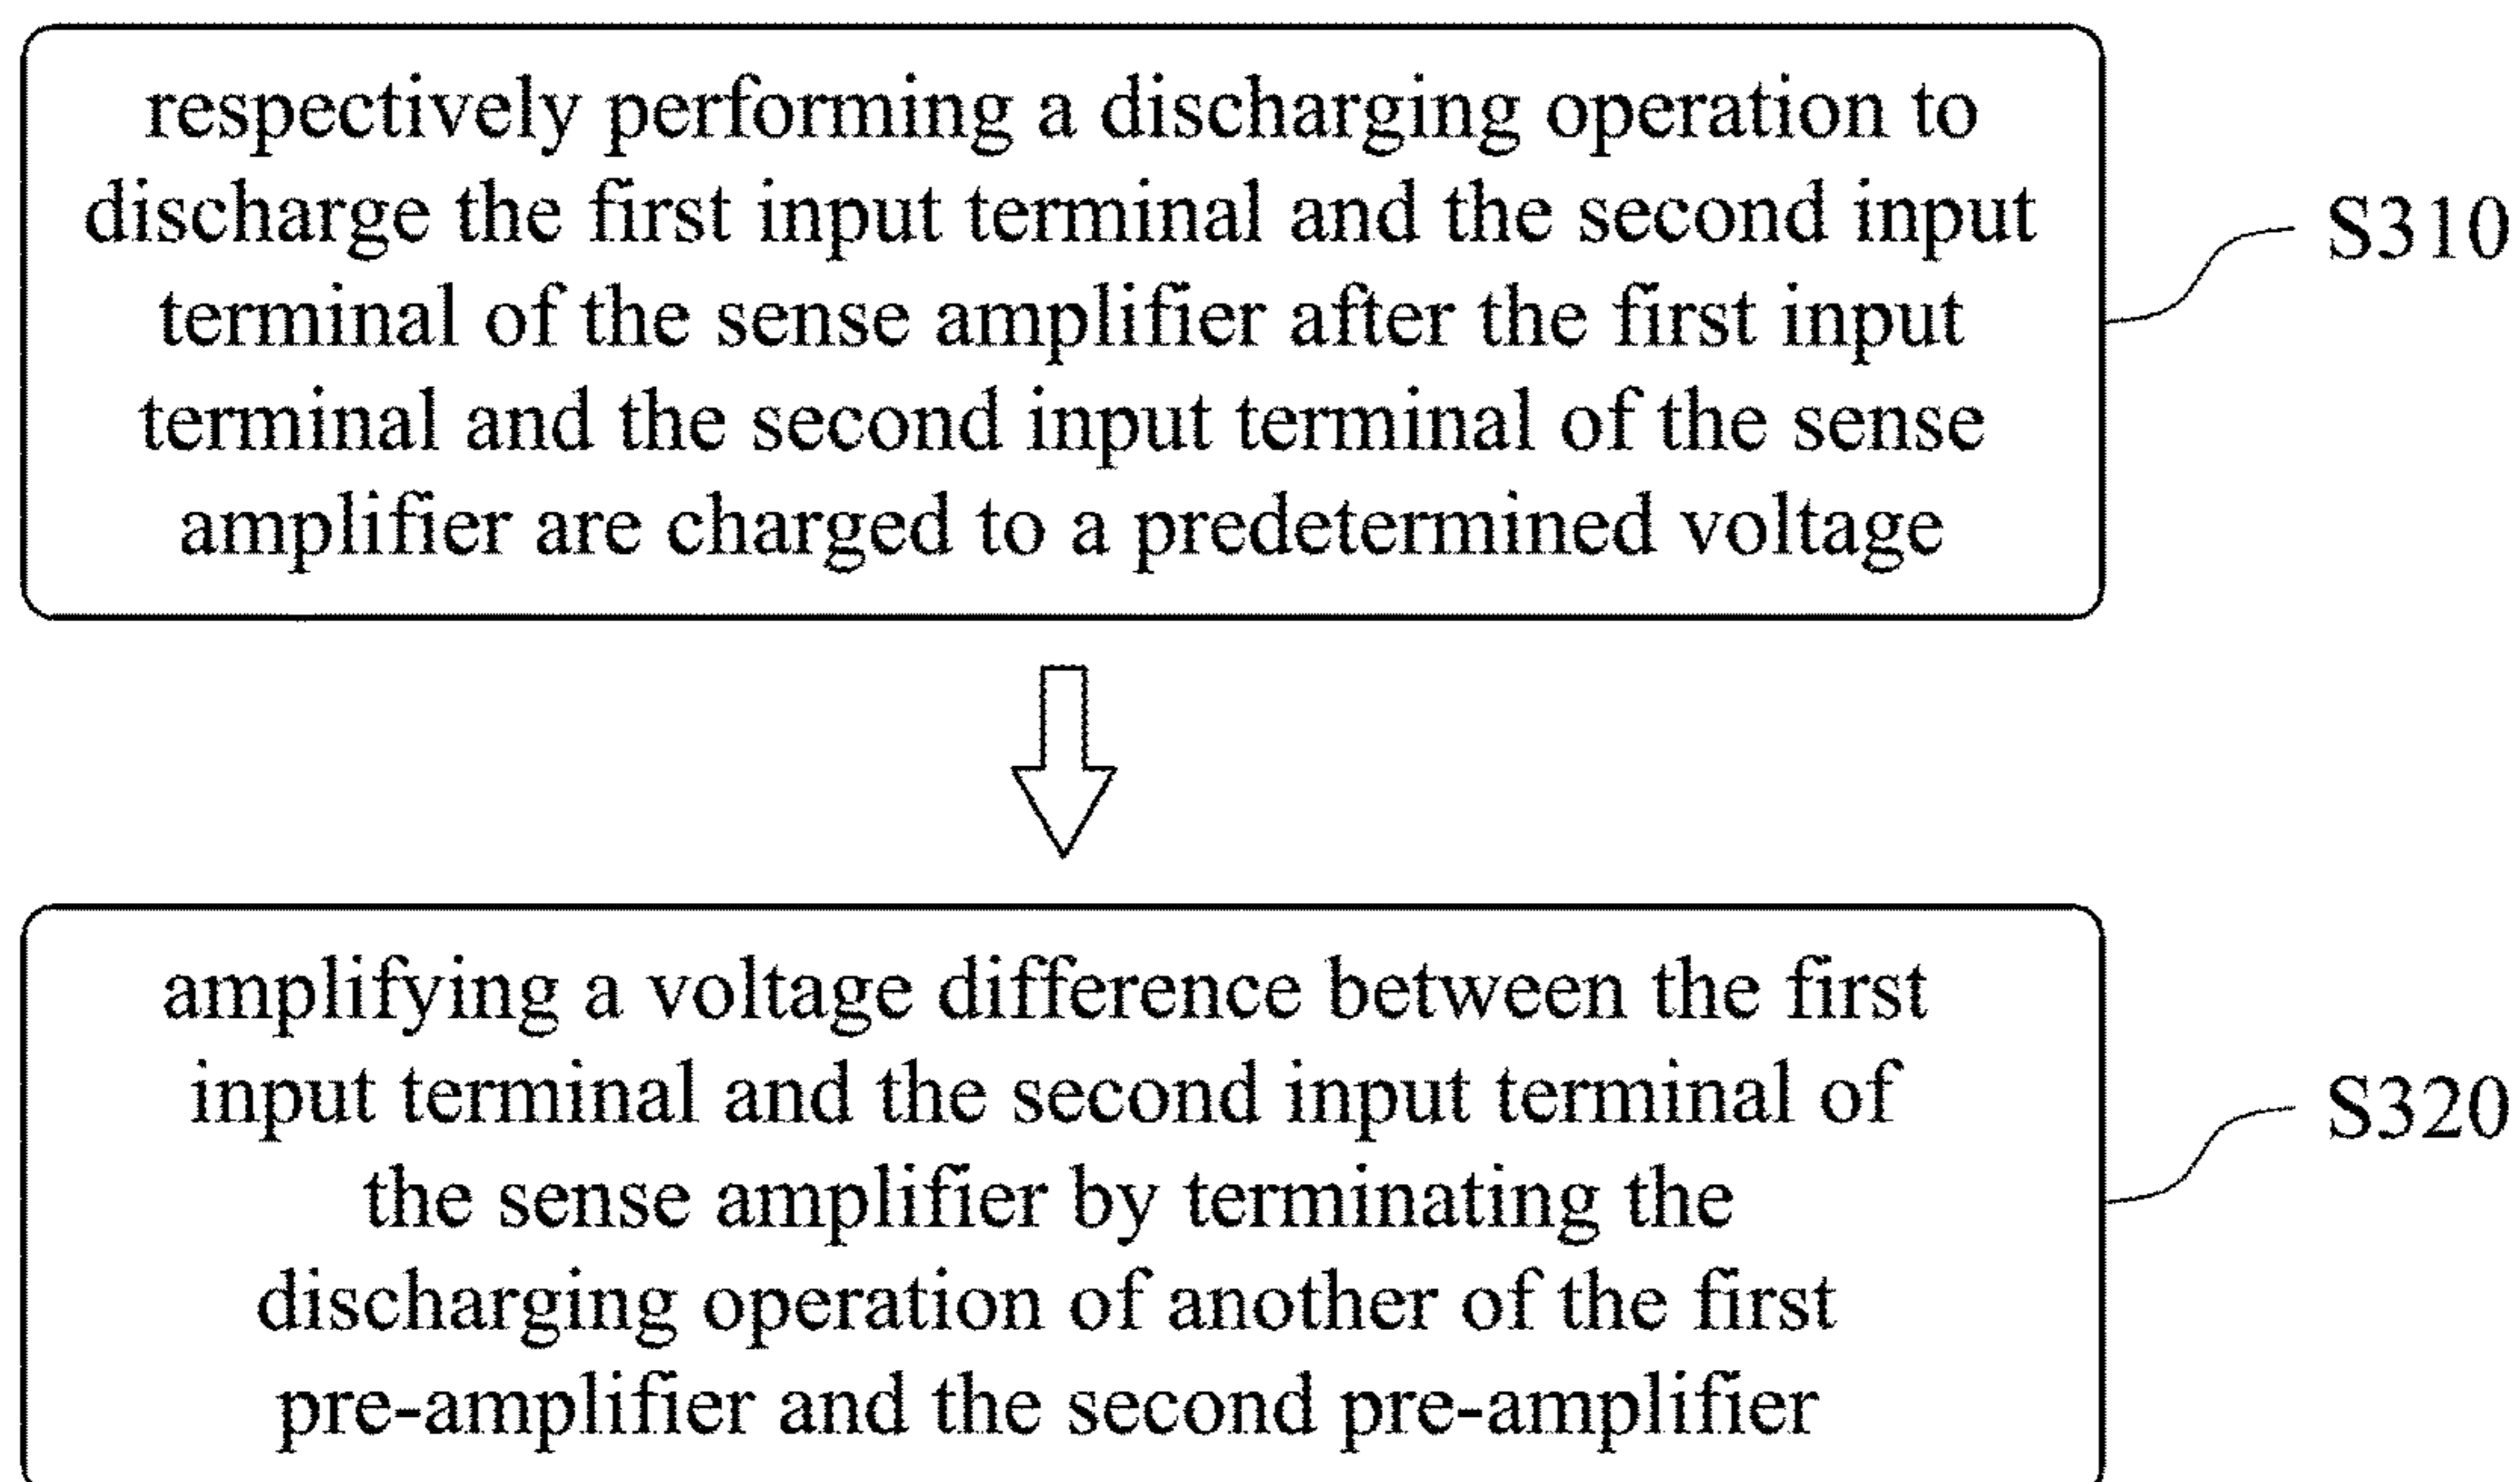 respectively performing a discharging operation to
discharge the first input terminal and the second input
terminal of the sense amplifier after the first input
terminal and the second input terminal of the sense
amplifier are charged to a predetermined voltage
S310
amplifying a voltage difference between the first
input terminal and the second input terminal of
the sense amplifier by terminating the
discharging operation of another of the first
pre-amplifier and the second pre-amplifier
S320